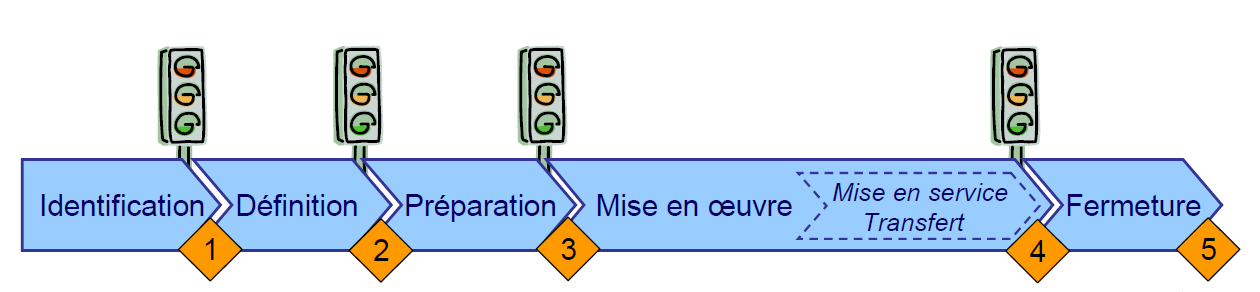 Identification
Définition
Préparation
Mise en œuvre
Mise en service
Transfert
Fermeture
1
2
3
4
5